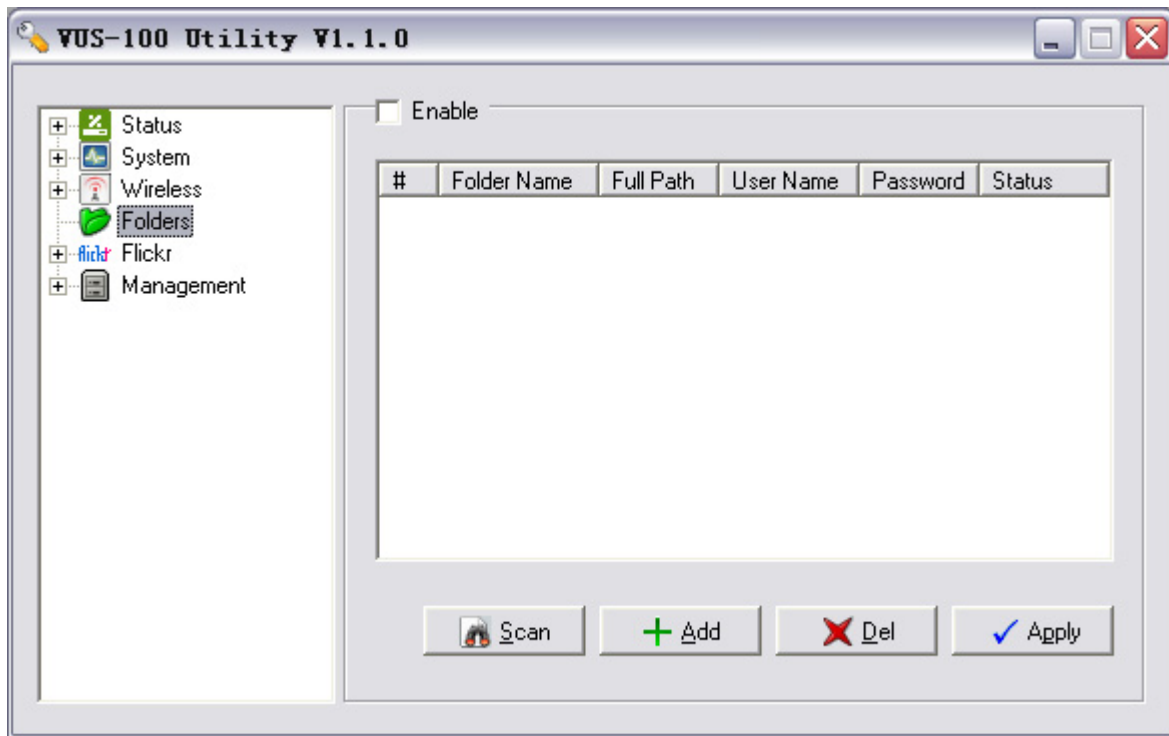 VUS-100 Utility V1.1.0
Status
System
Wireless
Folders
flickr Flickr
Management
Enable
# Folder Name Full Path User Name Password Status
Scan Add Del Apply